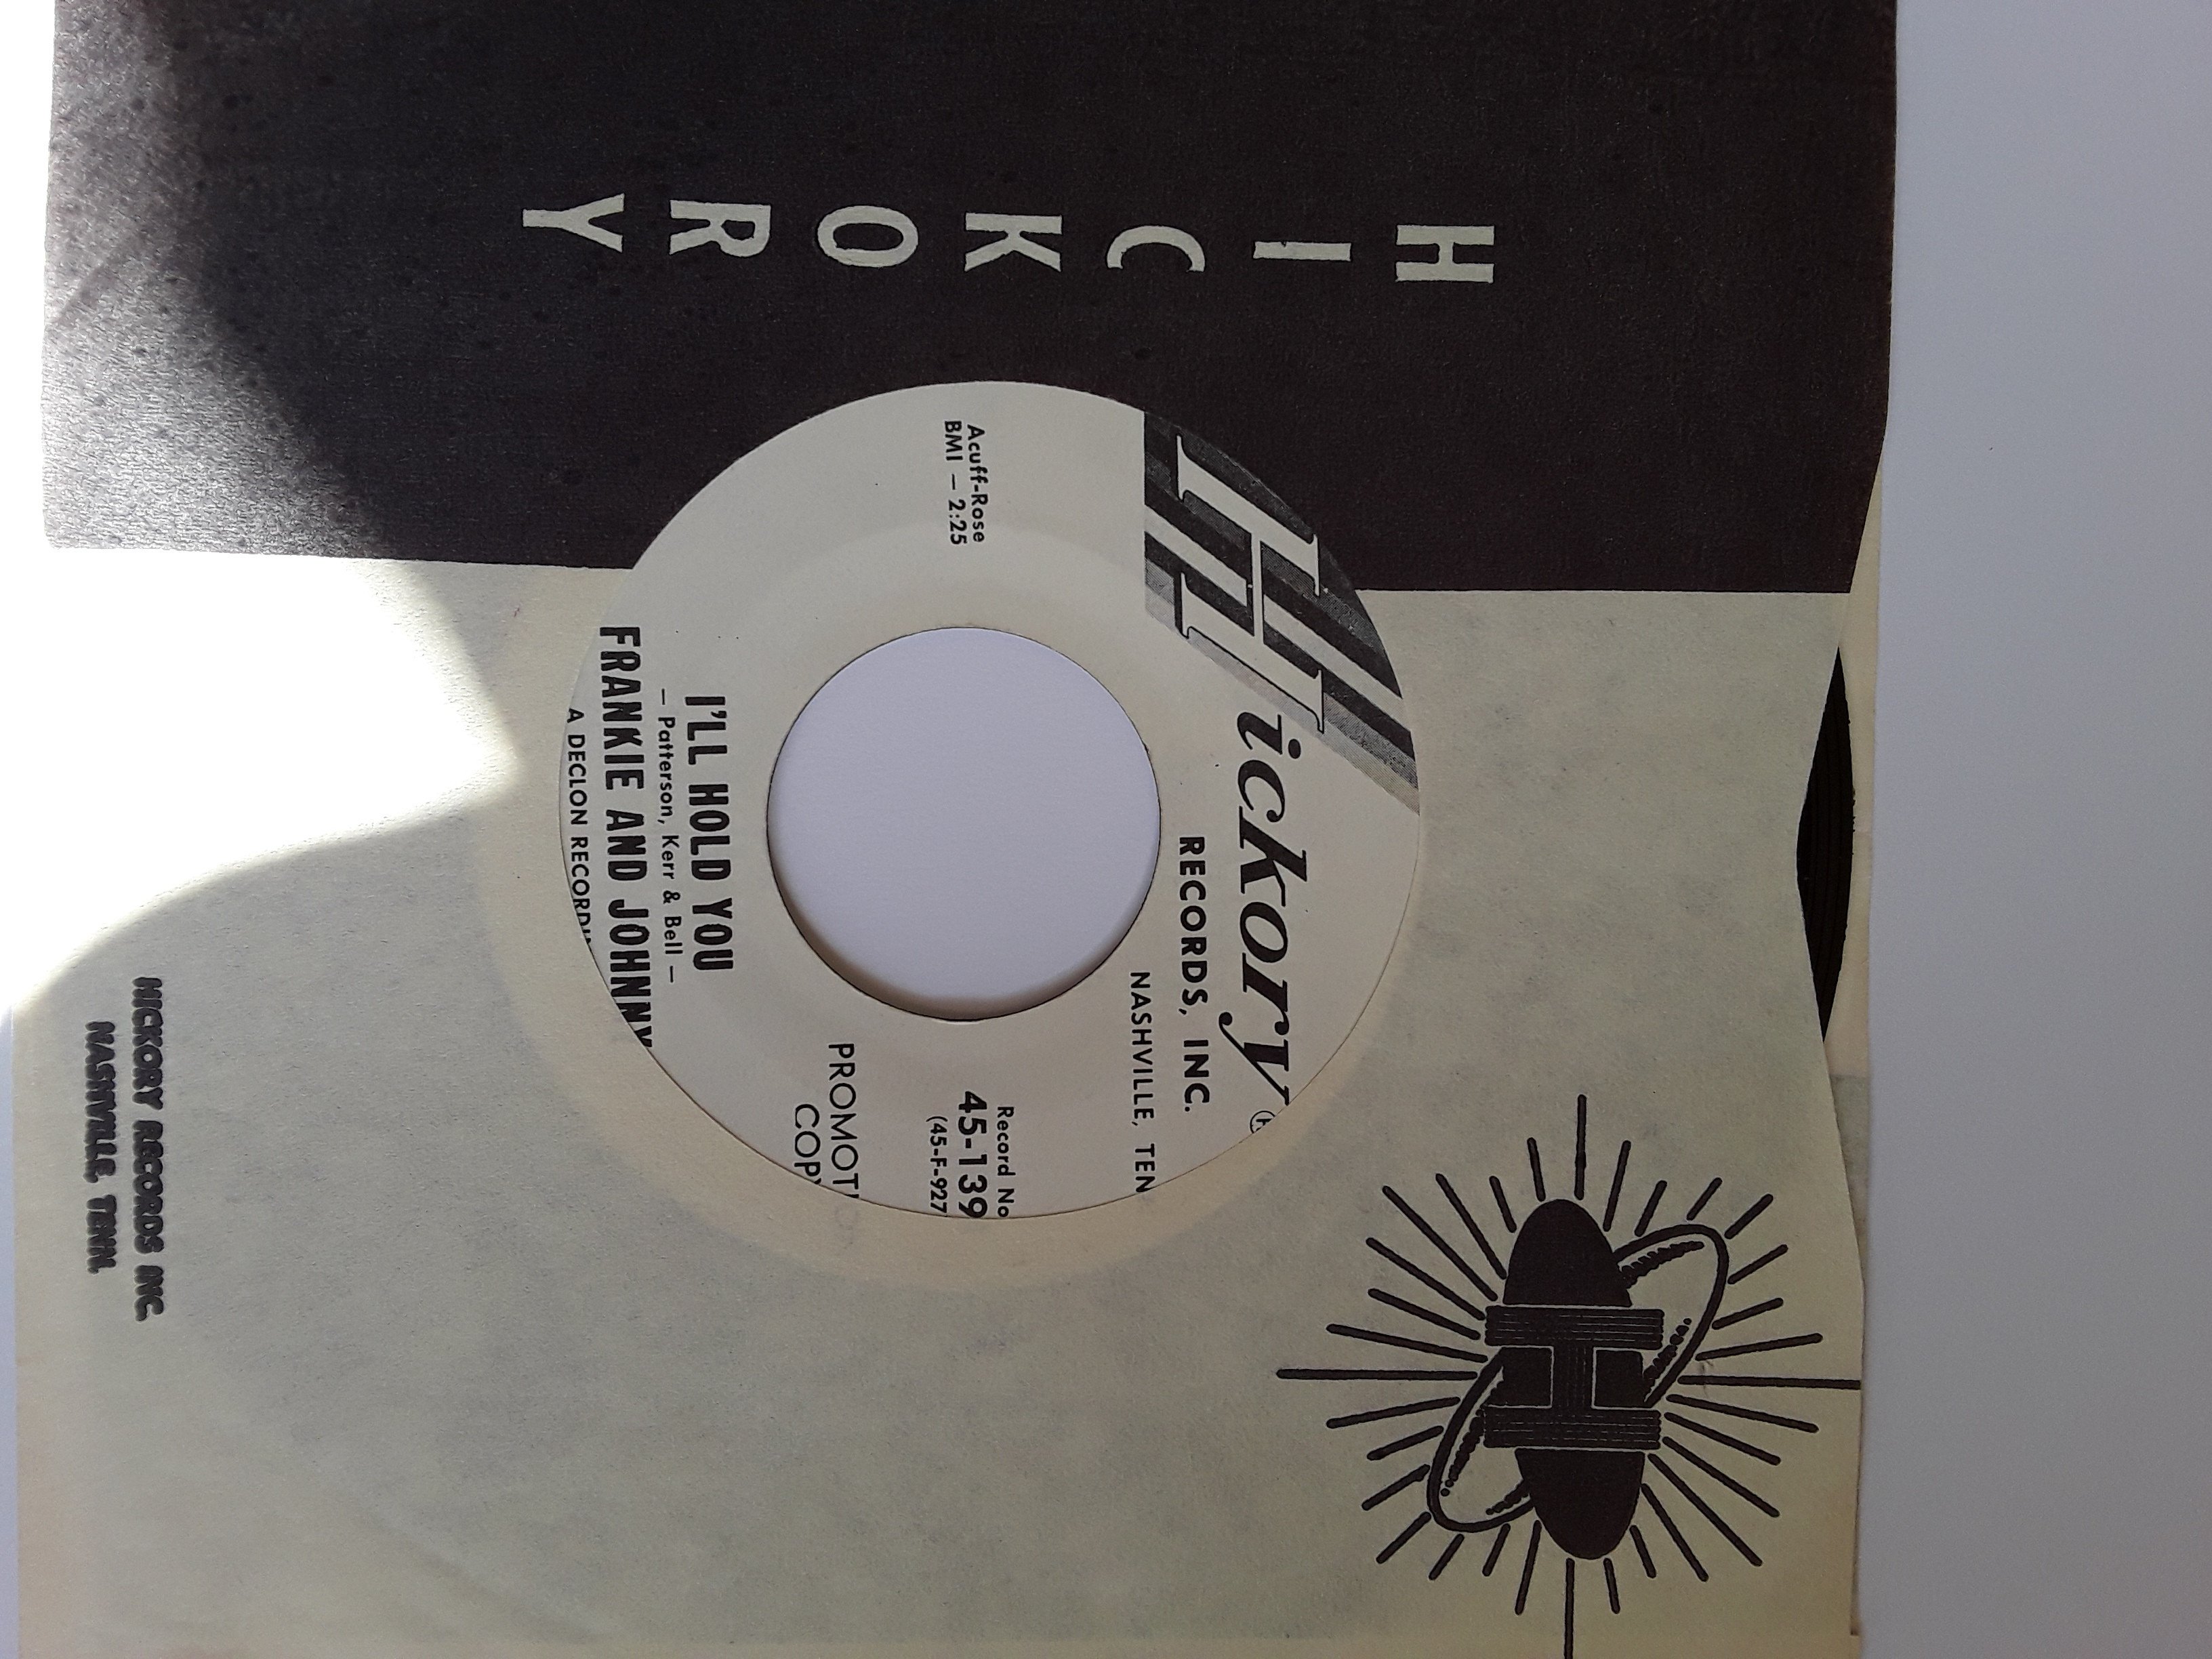 HICKORY
Hickory
RECORDS, INC.
NASHVILLE, TEN
Acuff-Rose
BMI — 2:25
Record No
45-139
(45-F-927
PROMOTI
COP
I'LL HOLD YOU
— Patterson, Kerr & Bell —
FRANKIE AND JOHNNY
A DECLON RECORDI
H
HICKORY RECORDS INC.
NASHVILLE, TENN.